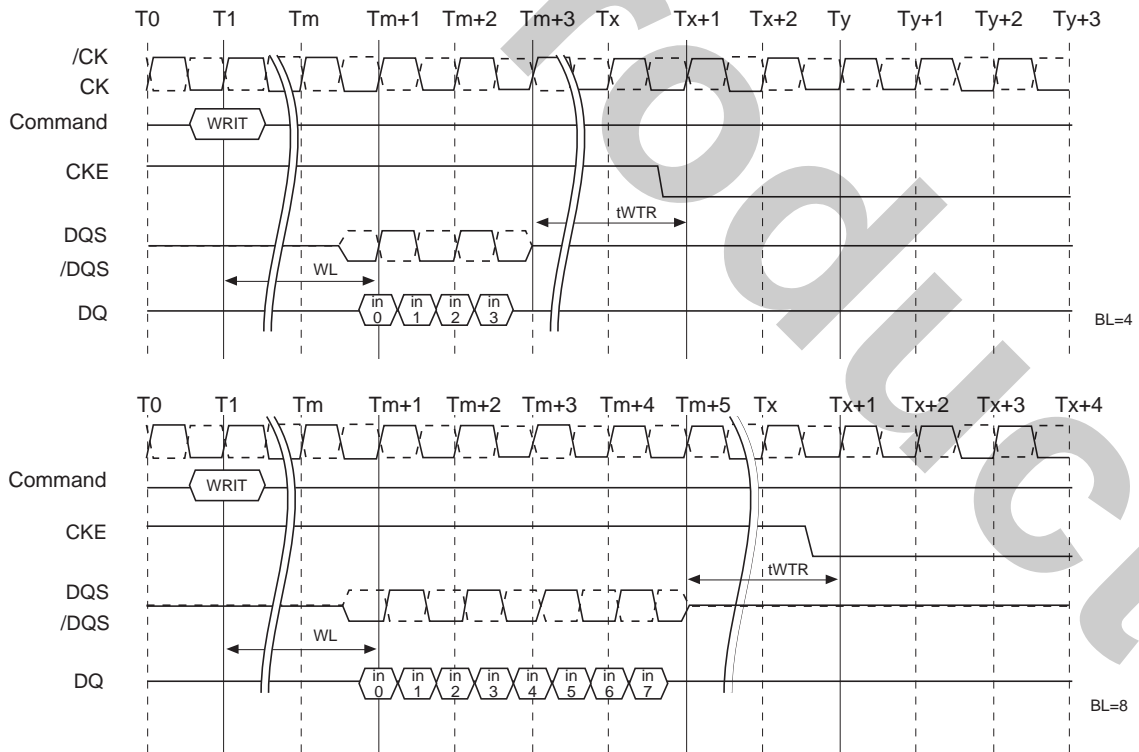 T0 T1 Tm Tm+1 Tm+2 Tm+3 Tx Tx+1 Tx+2 Ty Ty+1 Ty+2 Ty+3
/CK
CK
Command WRIT
CKE
tWTR
DQS
/DQS
WL
DQ in 0 in 1 in 2 in 3
BL=4
T0 T1 Tm Tm+1 Tm+2 Tm+3 Tm+4 Tm+5 Tx Tx+1 Tx+2 Tx+3 Tx+4
Command WRIT
CKE
tWTR
DQS
/DQS
WL
DQ in 0 in 1 in 2 in 3 in 4 in 5 in 6 in 7
BL=8
roduct